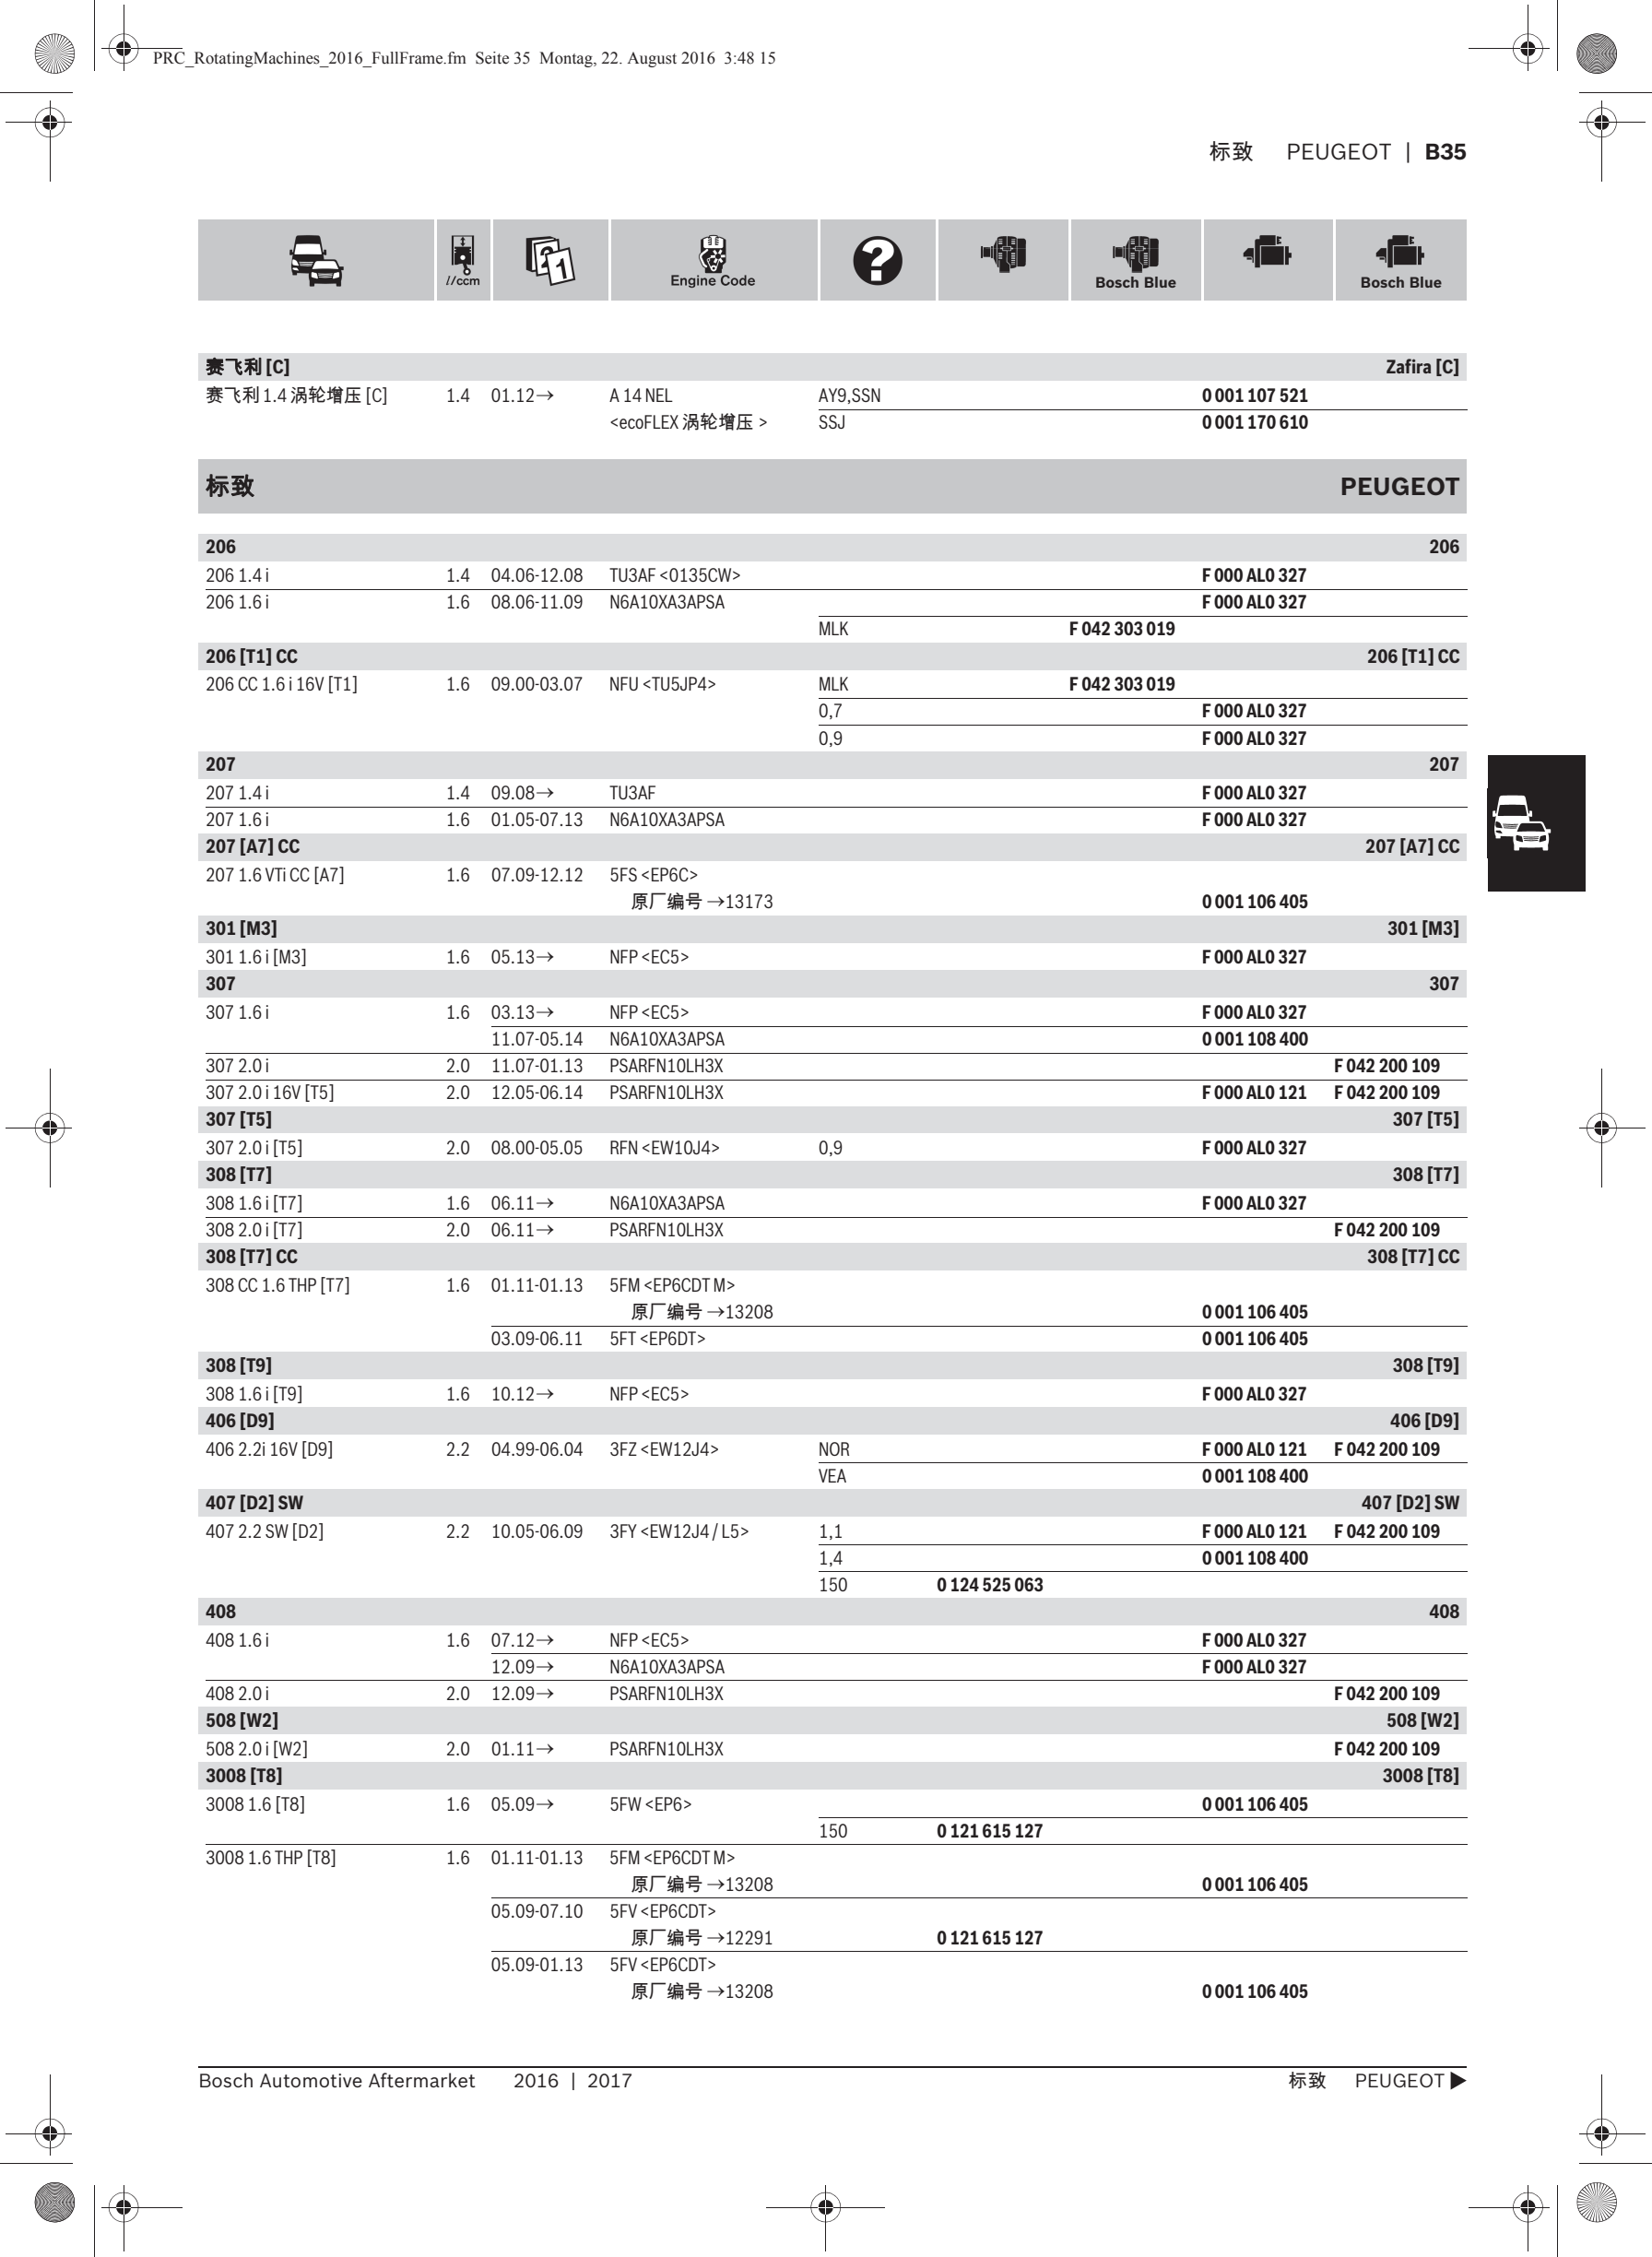 PRC_RotatingMachines_2016_FullFrame.fm Seite 35 Montag, 22. August 2016 3:48 15
标致 PEUGEOT | B35
l/ccm Engine Code ? Bosch Blue Bosch Blue
赛飞利 [C] Zafira [C]
赛飞利 1.4 涡轮增压 [C] 1.4 01.12→ A 14 NEL AY9,SSN 0 001 107 521
<ecoFLEX 涡轮增压 > SSJ 0 001 170 610
标致 PEUGEOT
206 206
206 1.4 i 1.4 04.06-12.08 TU3AF <0135CW> F 000 AL0 327
206 1.6 i 1.6 08.06-11.09 N6A10XA3APSA F 000 AL0 327
MLK F 042 303 019
206 [T1] CC 206 [T1] CC
206 CC 1.6 i 16V [T1] 1.6 09.00-03.07 NFU <TU5JP4> MLK F 042 303 019
0,7 F 000 AL0 327
0,9 F 000 AL0 327
207 207
207 1.4 i 1.4 09.08→ TU3AF F 000 AL0 327
207 1.6 i 1.6 01.05-07.13 N6A10XA3APSA F 000 AL0 327
207 [A7] CC 207 [A7] CC
207 1.6 VTi CC [A7] 1.6 07.09-12.12 5FS <EP6C>
原厂编号 →13173 0 001 106 405
301 [M3] 301 [M3]
301 1.6 i [M3] 1.6 05.13→ NFP <EC5> F 000 AL0 327
307 307
307 1.6 i 1.6 03.13→ NFP <EC5> F 000 AL0 327
11.07-05.14 N6A10XA3APSA 0 001 108 400
307 2.0 i 2.0 11.07-01.13 PSARFN10LH3X F 042 200 109
307 2.0 i 16V [T5] 2.0 12.05-06.14 PSARFN10LH3X F 000 AL0 121 F 042 200 109
307 [T5] 307 [T5]
307 2.0 i [T5] 2.0 08.00-05.05 RFN <EW10J4> 0,9 F 000 AL0 327
308 [T7] 308 [T7]
308 1.6 i [T7] 1.6 06.11→ N6A10XA3APSA F 000 AL0 327
308 2.0 i [T7] 2.0 06.11→ PSARFN10LH3X F 042 200 109
308 [T7] CC 308 [T7] CC
308 CC 1.6 THP [T7] 1.6 01.11-01.13 5FM <EP6CDT M>
原厂编号 →13208 0 001 106 405
03.09-06.11 5FT <EP6DT> 0 001 106 405
308 [T9] 308 [T9]
308 1.6 i [T9] 1.6 10.12→ NFP <EC5> F 000 AL0 327
406 [D9] 406 [D9]
406 2.2i 16V [D9] 2.2 04.99-06.04 3FZ <EW12J4> NOR F 000 AL0 121 F 042 200 109
VEA 0 001 108 400
407 [D2] SW 407 [D2] SW
407 2.2 SW [D2] 2.2 10.05-06.09 3FY <EW12J4 / L5> 1,1 F 000 AL0 121 F 042 200 109
1,4 0 001 108 400
150 0 124 525 063
408 408
408 1.6 i 1.6 07.12→ NFP <EC5> F 000 AL0 327
12.09→ N6A10XA3APSA F 000 AL0 327
408 2.0 i 2.0 12.09→ PSARFN10LH3X F 042 200 109
508 [W2] 508 [W2]
508 2.0 i [W2] 2.0 01.11→ PSARFN10LH3X F 042 200 109
3008 [T8] 3008 [T8]
3008 1.6 [T8] 1.6 05.09→ 5FW <EP6> 0 001 106 405
150 0 121 615 127
3008 1.6 THP [T8] 1.6 01.11-01.13 5FM <EP6CDT M>
原厂编号 →13208 0 001 106 405
05.09-07.10 5FV <EP6CDT>
原厂编号 →12291 0 121 615 127
05.09-01.13 5FV <EP6CDT>
原厂编号 →13208 0 001 106 405
Bosch Automotive Aftermarket 2016 | 2017 标致 PEUGEOT ▶